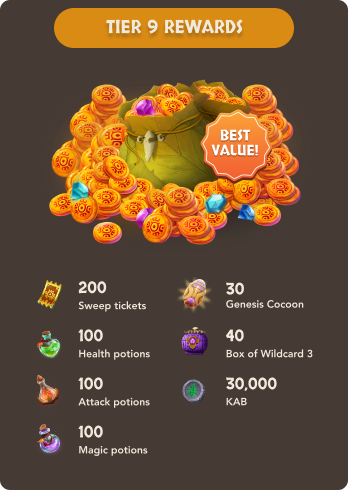 TIER 9 REWARDS
BEST
VALUE!
200
Sweep tickets
100
Health potions
100
Attack potions
100
Magic potions
30
Genesis Cocoon
40
Box of Wildcard 3
30,000
KAB